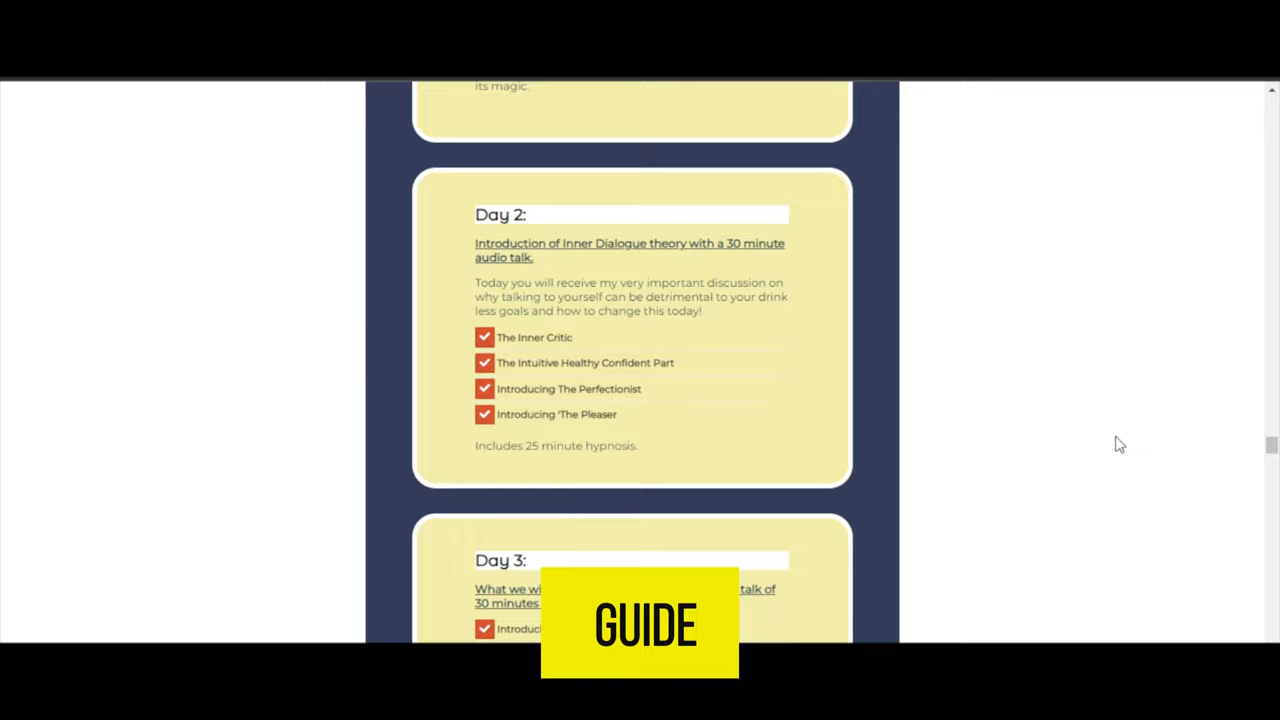 its magic.
Day 2:
Introduction of Inner Dialogue theory with a 30 minute
audio talk.
Today you will receive my very important discussion on
why talking to yourself can be detrimental to your drink
less goals and how to change this today!
The Inner Critic
The Intuitive Healthy Confident Part
Introducing The Perfectionist
Introducing 'The Pleaser
Includes 25 minute hypnosis.
Day 3:
What we talk of
30 minutes
GUIDE